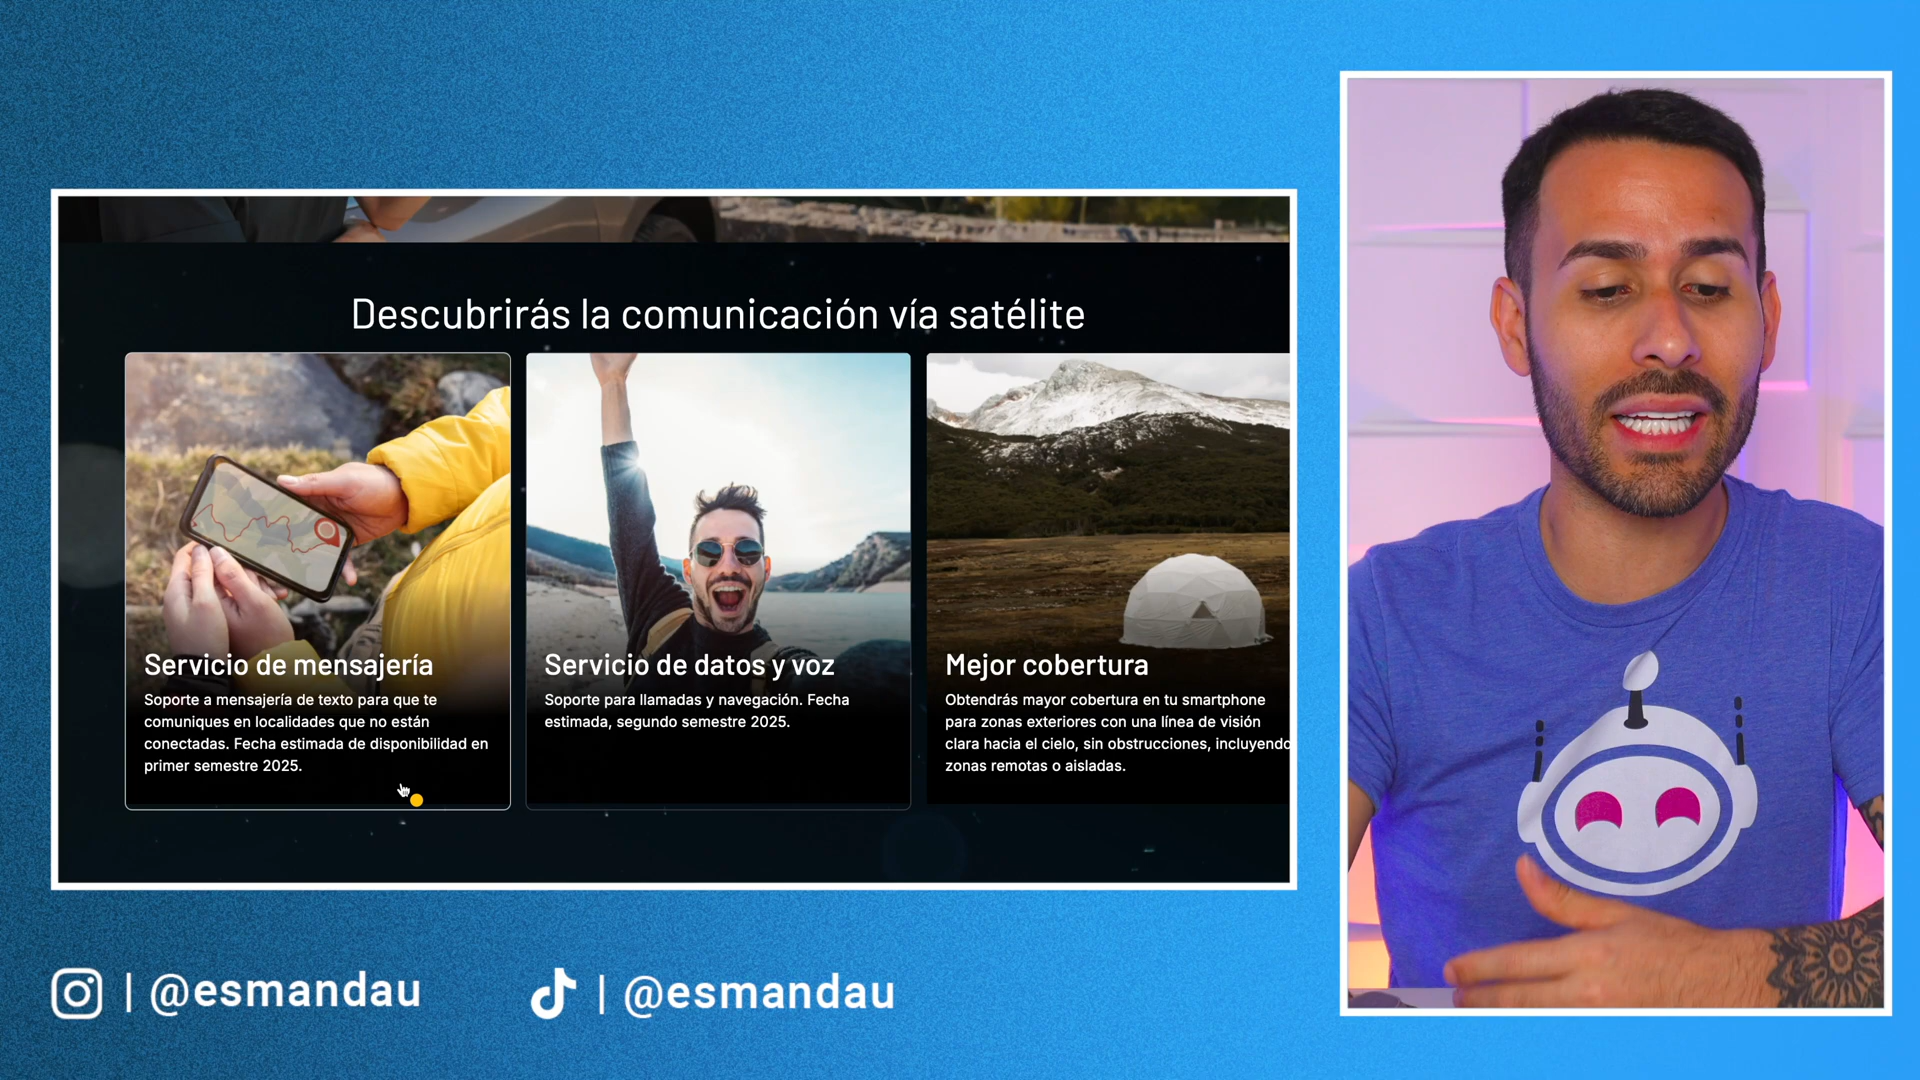 Descubrirás la comunicación vía satélite
Servicio de mensajería
Soporte a mensajería de texto para que te
comuniques en localidades que no están
conectadas. Fecha estimada de disponibilidad en
primer semestre 2025.
Servicio de datos y voz
Soporte para llamadas y navegación. Fecha
estimada, segundo semestre 2025.
Mejor cobertura
Obtendrás mayor cobertura en tu smartphone
para zonas exteriores con una línea de visión
clara hacia el cielo, sin obstrucciones, incluyendo
zonas remotas o aisladas.
| @esmandau
| @esmandau